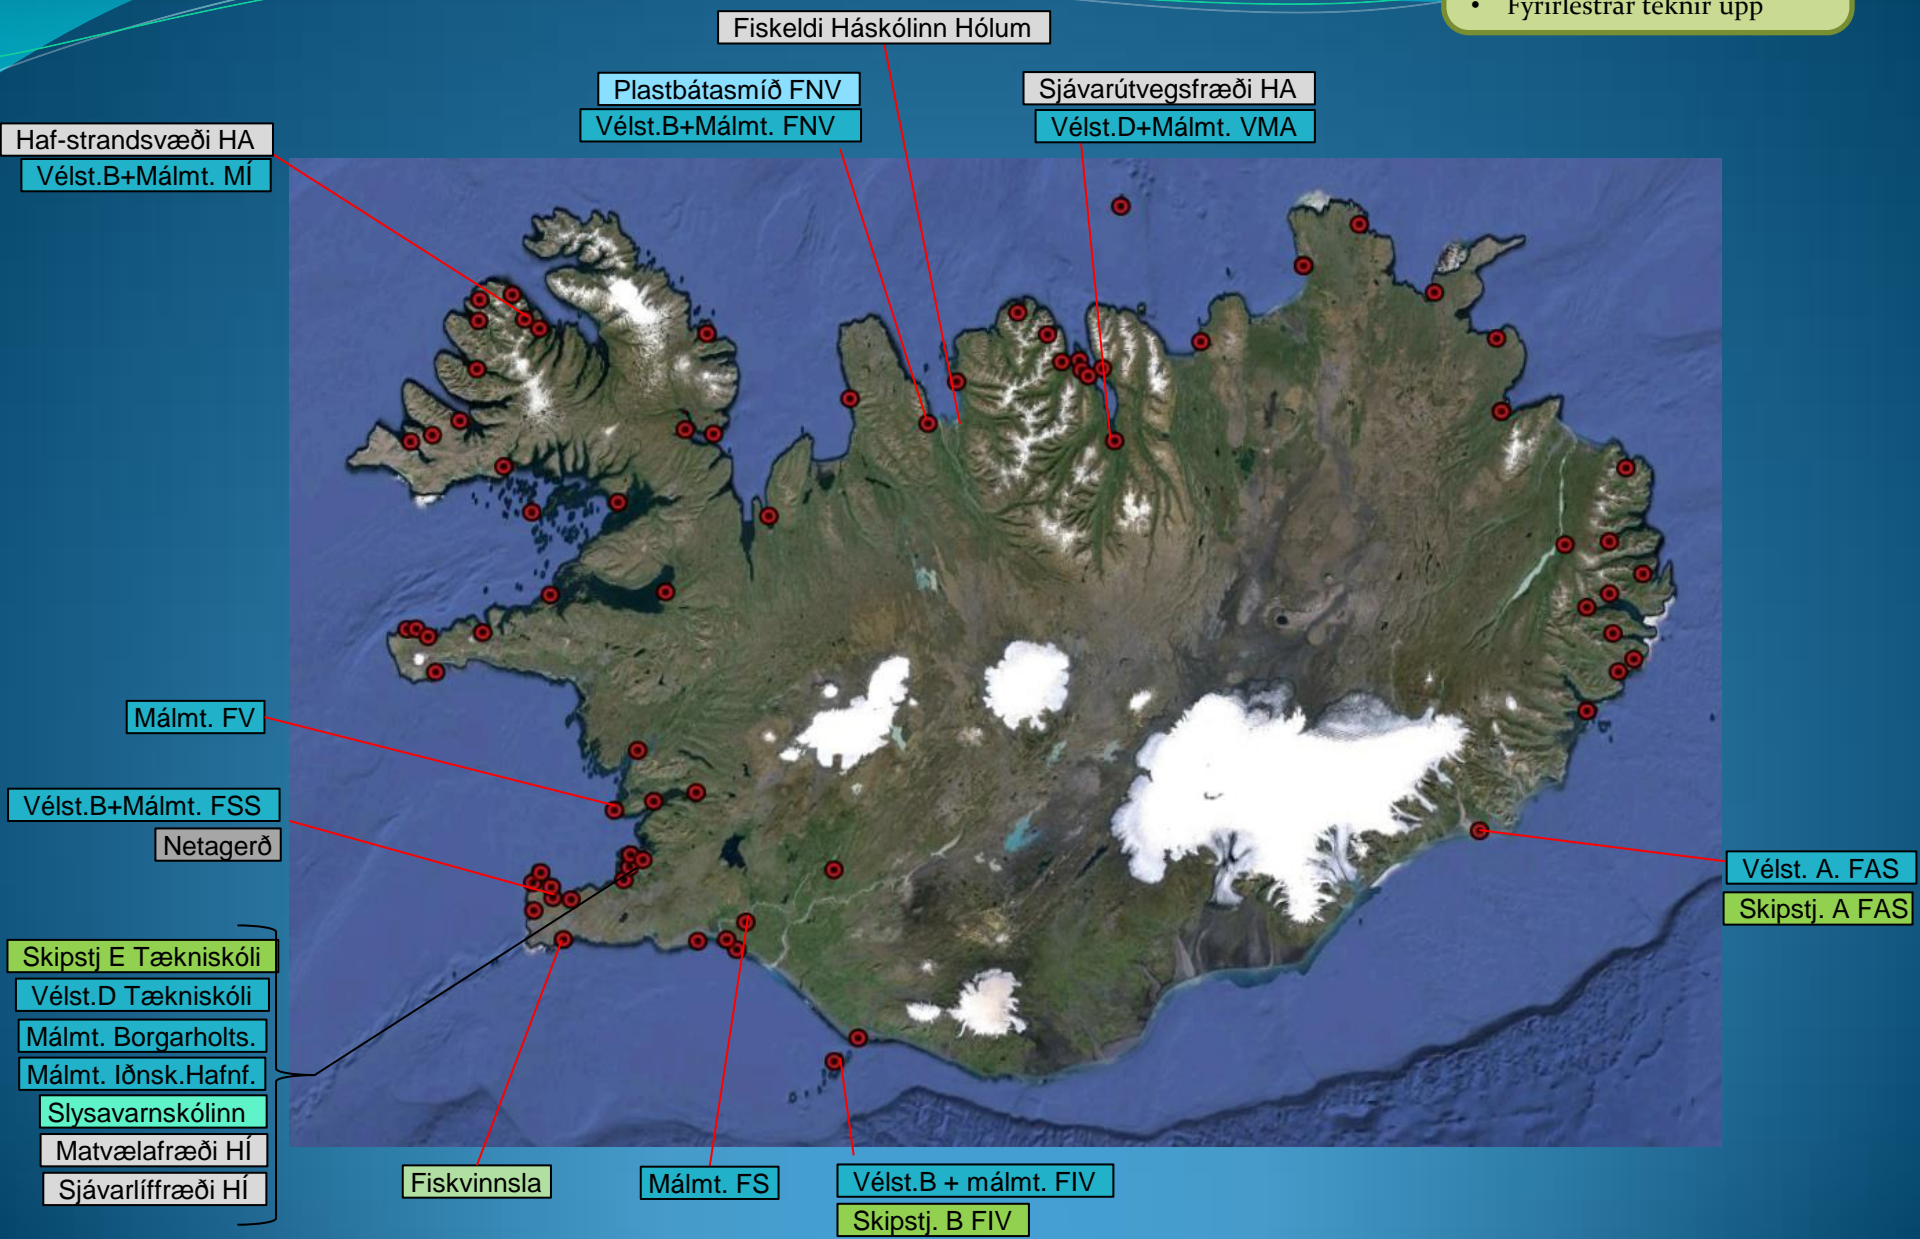 • Fyrirlestrar teknir upp
Fiskeldi Háskólinn Hólum
Plastbátasmíð FNV
Vélst.B+Málmt. FNV
Sjávarútvegsfræði HA
Vélst.D+Málmt. VMA
Haf-strandsvæði HA
Vélst.B+Málmt. MÍ
Málmt. FV
Vélst.B+Málmt. FSS
Netagerð
Vélst. A. FAS
Skipstj. A FAS
Skipstj E Tækniskóli
Vélst.D Tækniskóli
Málmt. Borgarholts.
Málmt. Iðnsk.Hafnf.
Slysavarnskólinn
Matvælafræði HÍ
Sjávarlíffræði HÍ
Fiskvinnsla
Málmt. FS
Vélst.B + málmt. FIV
Skipstj. B FIV